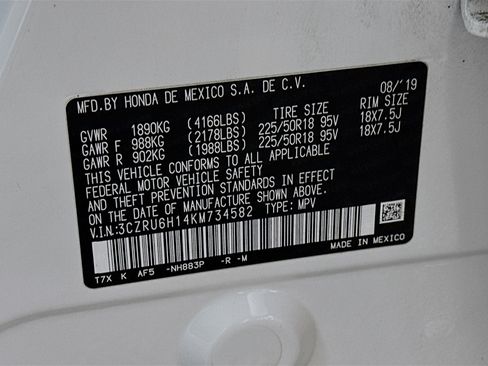 MFD.BY HONDA DE MEXICO S.A. DE C.V. 08/'19
GVWR 1890KG (4166LBS) TIRE SIZE RIM SIZE
GAWR F 988KG (2178LBS) 225/50R18 95V 18X7.5J
GAWR R 902KG (1988LBS) 225/50R18 95V 18X7.5J
THIS VEHICLE CONFORMS TO ALL APPLICABLE
FEDERAL MOTOR VEHICLE SAFETY
AND THEFT PREVENTION STANDARDS IN EFFECT
ON THE DATE OF MANUFACTURE SHOWN ABOVE.
V.I.N:3CZRU6H14KM734582 TYPE: MPV
T7X K AF5 -NH883P -R -M MADE IN MEXICO